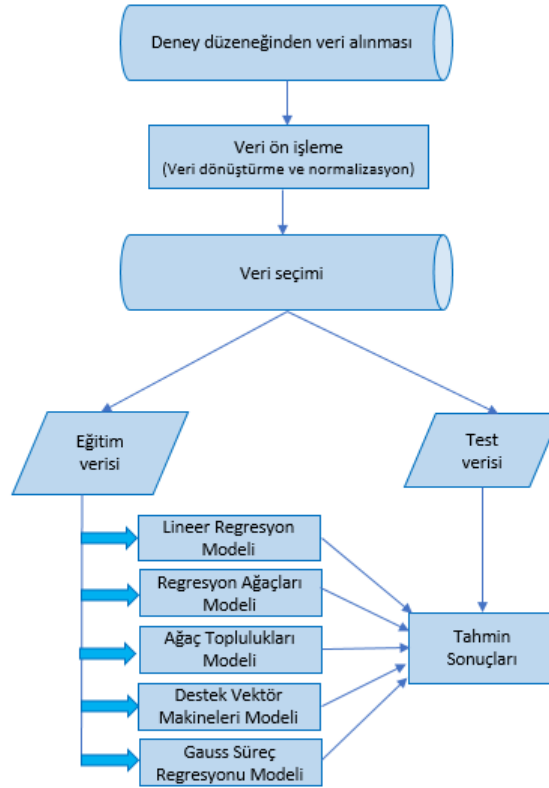 Deney düzeneğinden veri alınması
Veri ön işleme
(Veri dönüştürme ve normalizasyon)
Veri seçimi
Eğitim
verisi
Test
verisi
Lineer Regresyon
Modeli
Regresyon Ağaçları
Modeli
Ağaç Toplulukları
Modeli
Destek Vektör
Makineleri Modeli
Gauss Süreç
Regresyonu Modeli
Tahmin
Sonuçları